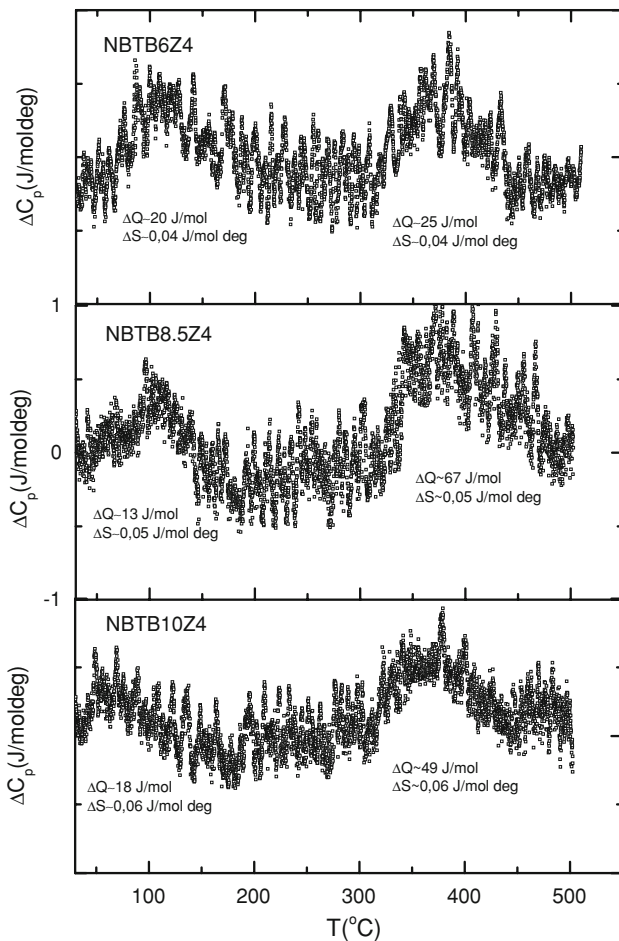 NBTB6Z4
ΔCp (J/moldeg)
ΔQ~20 J/mol
ΔS~0,04 J/mol deg
ΔQ~25 J/mol
ΔS~0,04 J/mol deg
1
NBTB8.5Z4
ΔCp (J/moldeg)
0
ΔQ~13 J/mol
ΔS~0,05 J/mol deg
ΔQ~67 J/mol
ΔS~0,05 J/mol deg
-1
NBTB10Z4
ΔCp (J/moldeg)
ΔQ~18 J/mol
ΔS~0,06 J/mol deg
ΔQ~49 J/mol
ΔS~0,06 J/mol deg
100 200 300 400 500
T(°C)